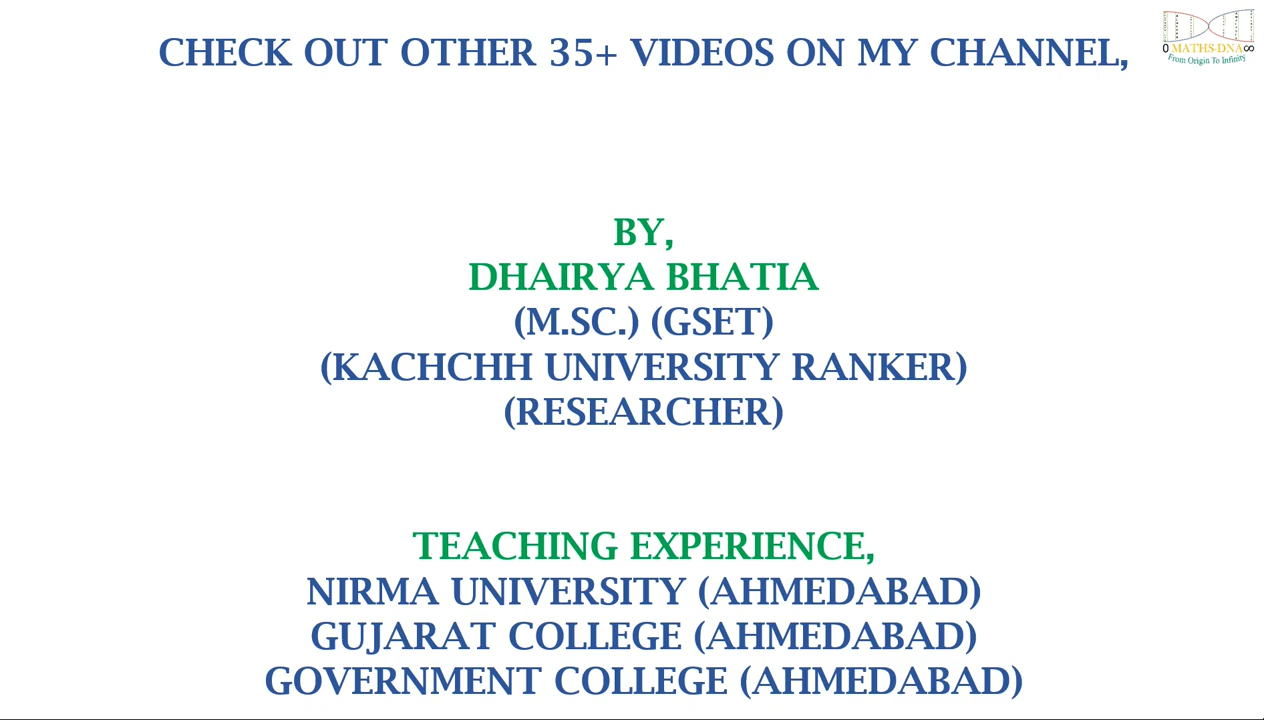 CHECK OUT OTHER 35+ VIDEOS ON MY CHANNEL,
0 MATHS-DNA ∞
From Origin To Infinity
BY,
DHAIRYA BHATIA
(M.SC.) (GSET)
(KACHCHH UNIVERSITY RANKER)
(RESEARCHER)
TEACHING EXPERIENCE,
NIRMA UNIVERSITY (AHMEDABAD)
GUJARAT COLLEGE (AHMEDABAD)
GOVERNMENT COLLEGE (AHMEDABAD)